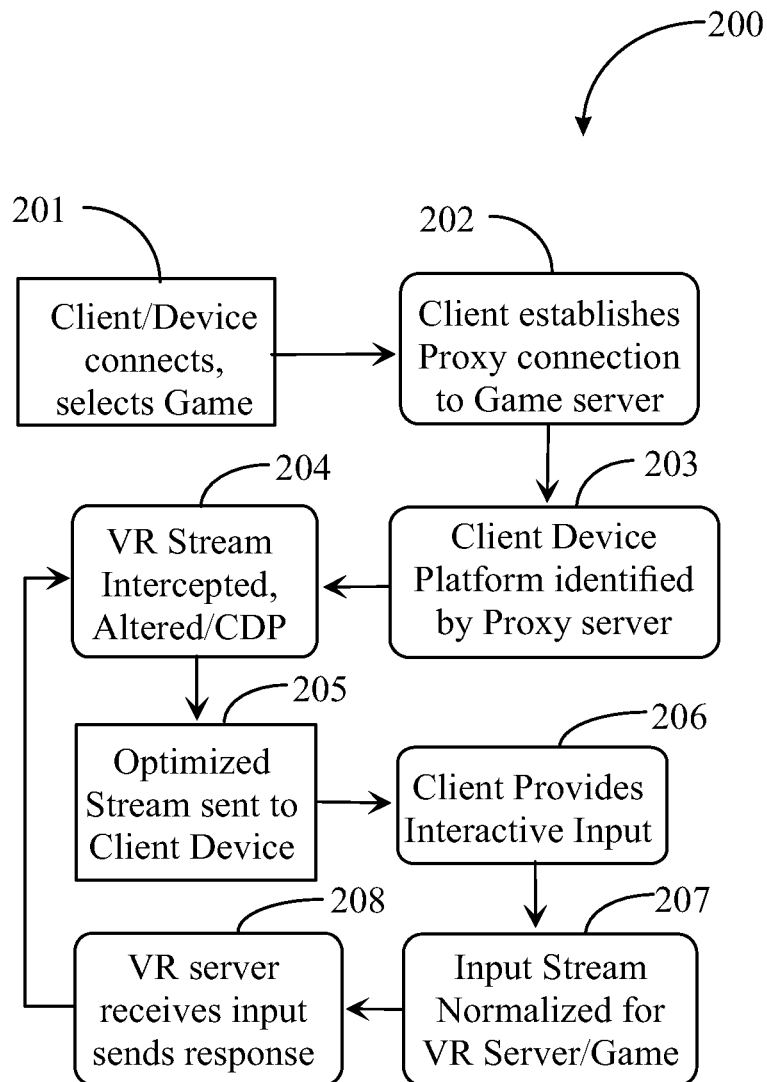 200
201
Client/Device
connects,
selects Game
202
Client establishes
Proxy connection
to Game server
203
Client Device
Platform identified
by Proxy server
204
VR Stream
Intercepted,
Altered/CDP
205
Optimized
Stream sent to
Client Device
206
Client Provides
Interactive Input
207
Input Stream
Normalized for
VR Server/Game
208
VR server
receives input
sends response